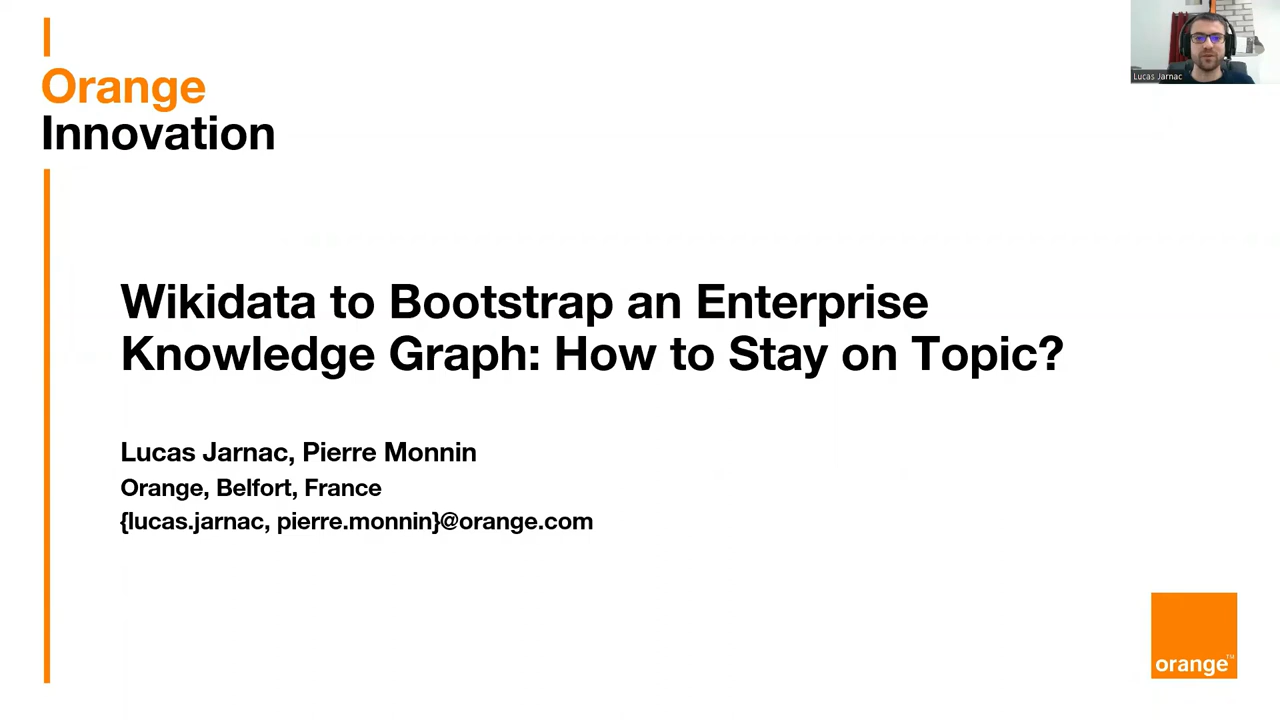 Orange
Innovation
Lucas Jarnac
Wikidata to Bootstrap an Enterprise
Knowledge Graph: How to Stay on Topic?
Lucas Jarnac, Pierre Monnin
Orange, Belfort, France
{lucas.jarnac, pierre.monnin}@orange.com
orange™